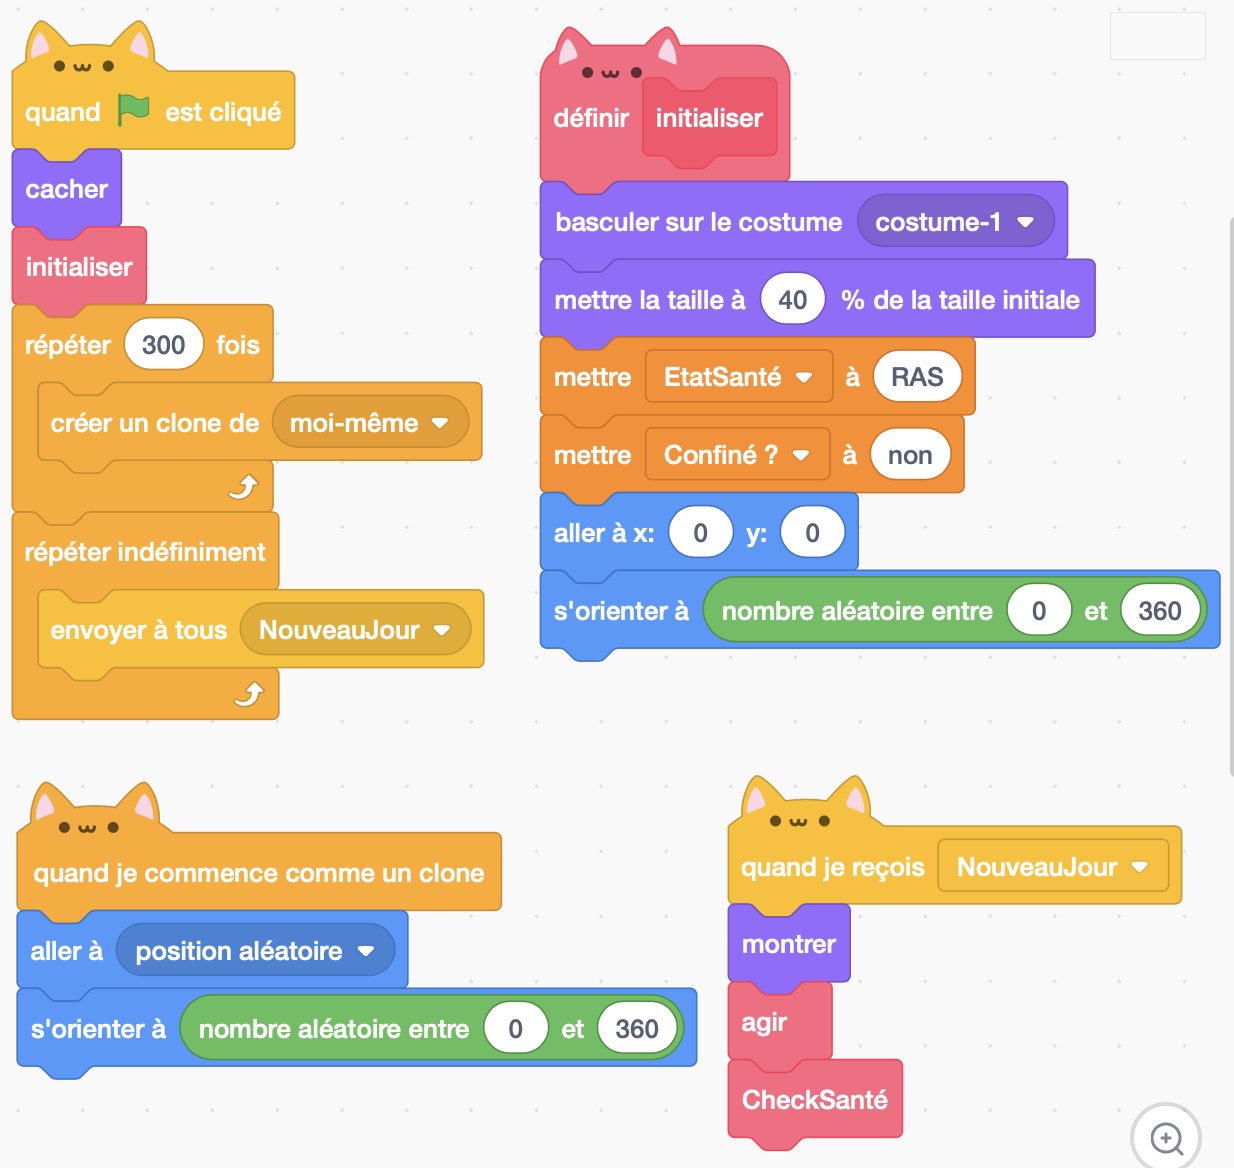 quand est cliqué
cacher
initialiser
répéter 300 fois
créer un clone de moi-même
répéter indéfiniment
envoyer à tous NouveauJour
définir initialiser
basculer sur le costume costume-1
mettre la taille à 40 % de la taille initiale
mettre EtatSanté à RAS
mettre Confiné ? à non
aller à x: 0 y: 0
s'orienter à nombre aléatoire entre 0 et 360
quand je commence comme un clone
aller à position aléatoire
s'orienter à nombre aléatoire entre 0 et 360
quand je reçois NouveauJour
montrer
agir
CheckSanté